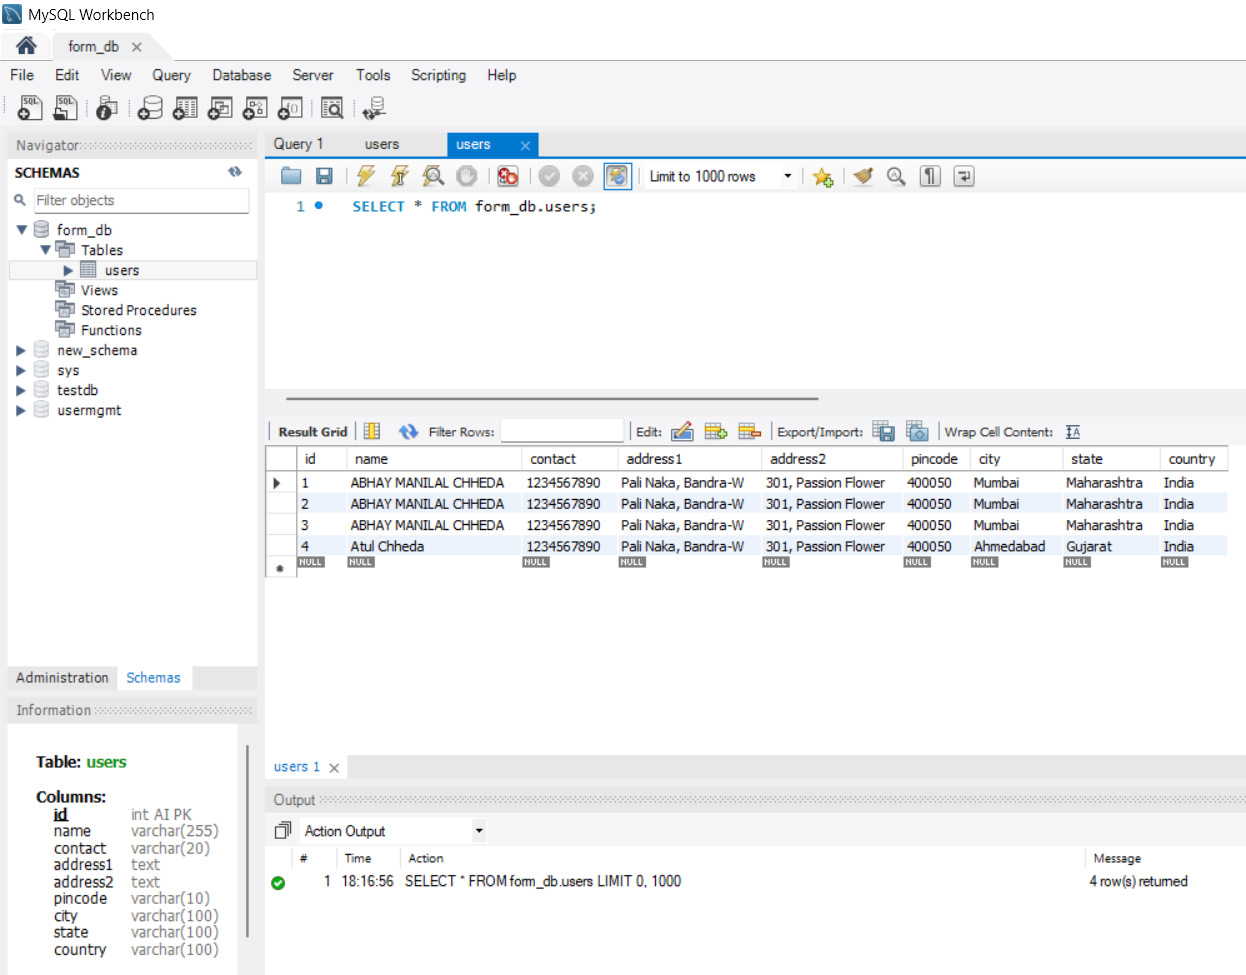 MySQL Workbench
form_db
File Edit View Query Database Server Tools Scripting Help
Navigator
SCHEMAS
Filter objects
form_db
Tables
users
Views
Stored Procedures
Functions
new_schema
sys
testdb
usermgmt
Administration Schemas
Information
Table: users
Columns:
id int AI PK
name varchar(255)
contact varchar(20)
address1 text
address2 text
pincode varchar(10)
city varchar(100)
state varchar(100)
country varchar(100)
Query 1 users users
Limit to 1000 rows
1 SELECT * FROM form_db.users;
Result Grid Filter Rows: Edit: Export/Import: Wrap Cell Content: IA
id name contact address1 address2 pincode city state country
1 ABHAY MANILAL CHHEDA 1234567890 Pali Naka, Bandra-W 301, Passion Flower 400050 Mumbai Maharashtra India
2 ABHAY MANILAL CHHEDA 1234567890 Pali Naka, Bandra-W 301, Passion Flower 400050 Mumbai Maharashtra India
3 ABHAY MANILAL CHHEDA 1234567890 Pali Naka, Bandra-W 301, Passion Flower 400050 Mumbai Maharashtra India
4 Atul Chheda 1234567890 Pali Naka, Bandra-W 301, Passion Flower 400050 Ahmedabad Gujarat India
NULL NULL NULL NULL NULL NULL NULL NULL NULL
users 1
Output
Action Output
# Time Action Message
1 18:16:56 SELECT * FROM form_db.users LIMIT 0, 1000 4 row(s) returned